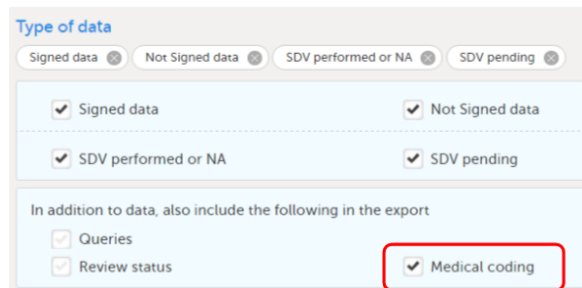 Type of data
Signed data Not Signed data SDV performed or NA SDV pending
Signed data Not Signed data
SDV performed or NA SDV pending
In addition to data, also include the following in the export
Queries
Review status Medical coding